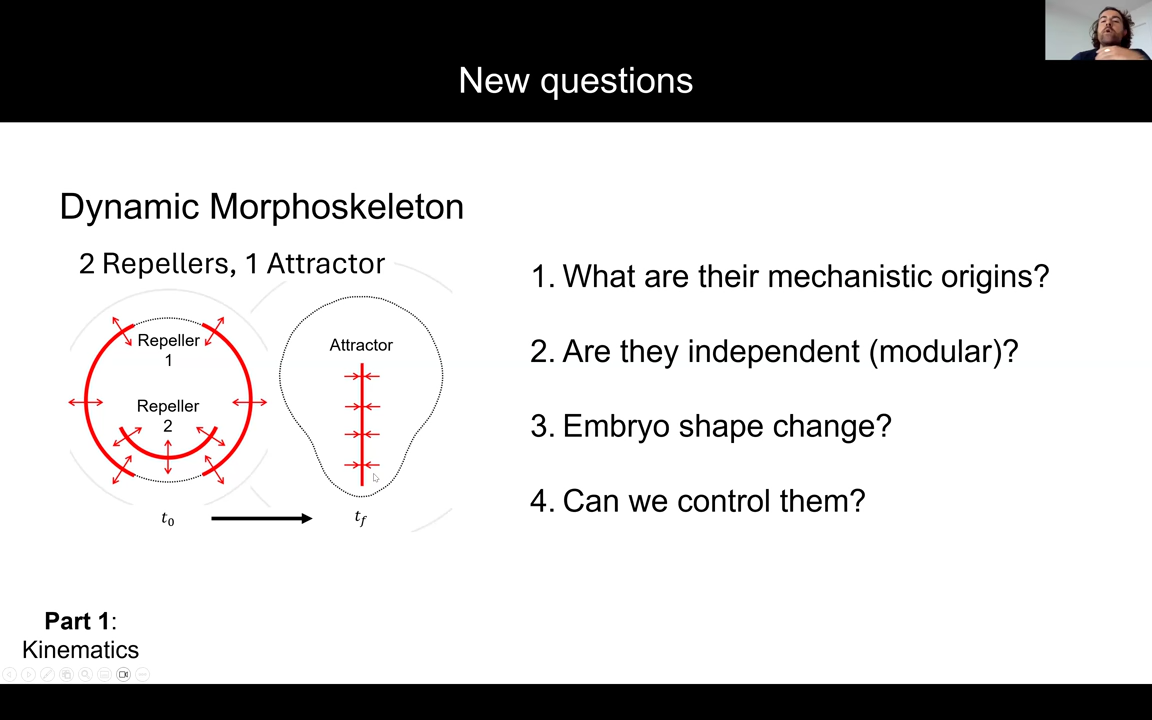 New questions
Dynamic Morphoskeleton
2 Repellers, 1 Attractor
Repeller
1
Repeller
2
t₀
Attractor
t_f
1. What are their mechanistic origins?
2. Are they independent (modular)?
3. Embryo shape change?
4. Can we control them?
Part 1:
Kinematics